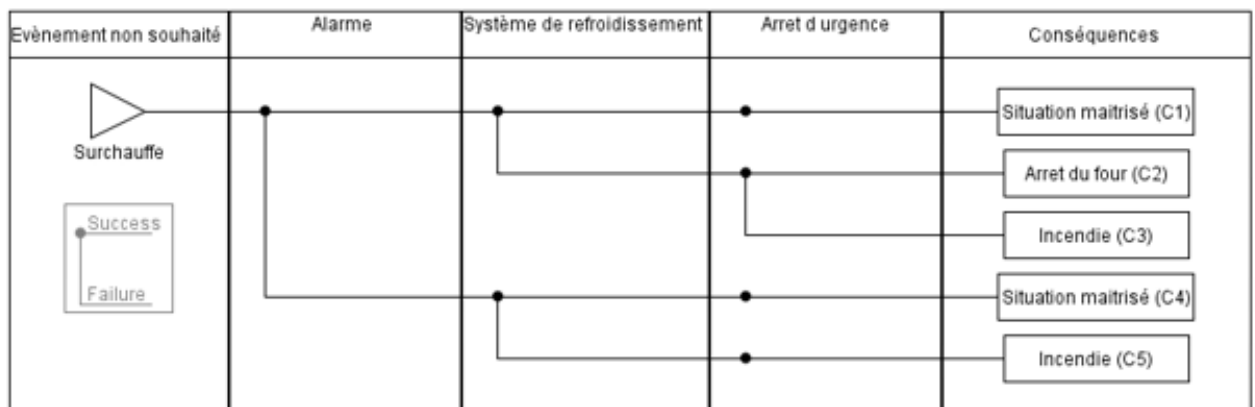 Evènement non souhaité
Alarme
Système de refroidissement
Arret d urgence
Conséquences
Surchauffe
Success
Failure
Situation maitrisé (C1)
Arret du four (C2)
Incendie (C3)
Situation maitrisé (C4)
Incendie (C5)